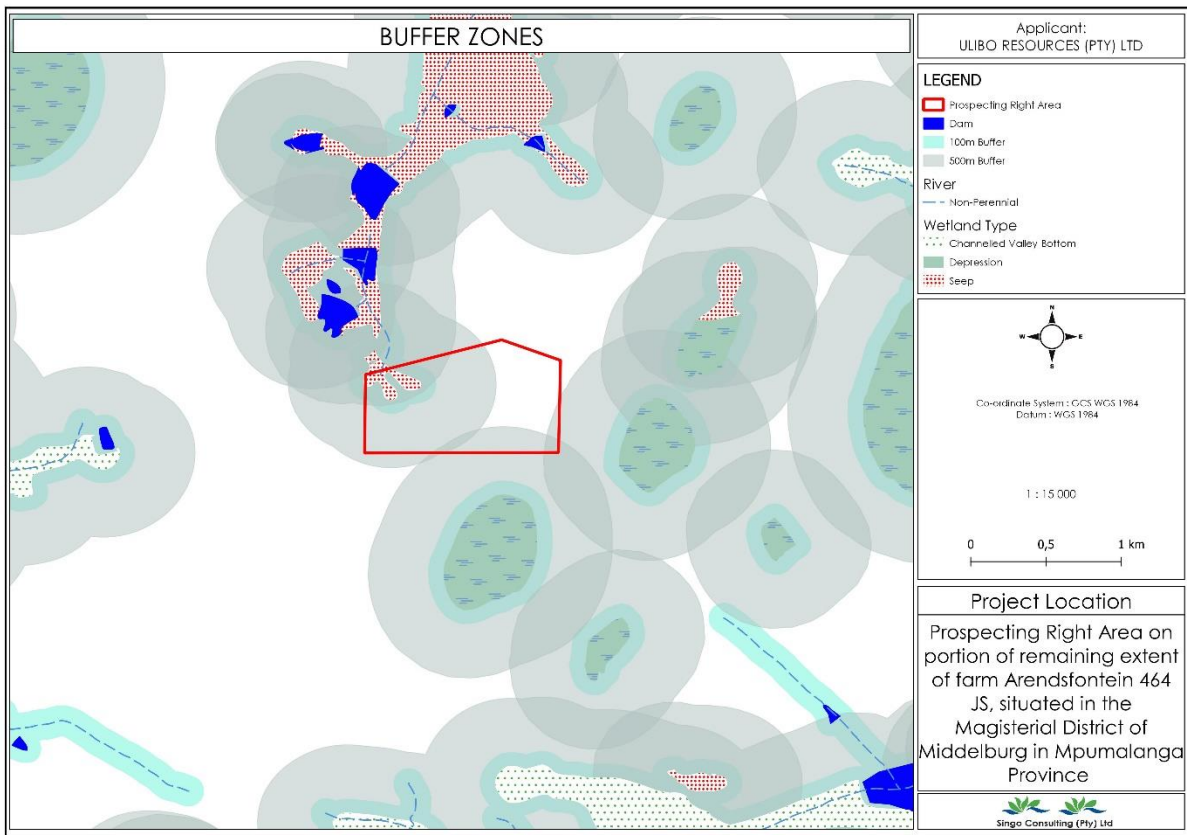 BUFFER ZONES
Applicant:
ULIBO RESOURCES (PTY) LTD
LEGEND
Prospecting Right Area
Dam
100m Buffer
500m Buffer
River
Non-Perennial
Wetland Type
Channelled Valley Bottom
Depression
Seep
N
W
E
S
Co-ordinate System : GCS WGS 1984
Datum : WGS 1984
1 : 15 000
0 0,5 1 km
Project Location
Prospecting Right Area on
portion of remaining extent
of farm Arendsfontein 464
JS, situated in the
Magisterial District of
Middelburg in Mpumalanga
Province
Singo Consulting (Pty) Ltd